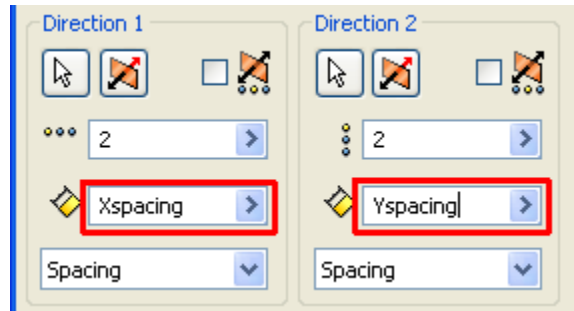 Direction 1
2
Xspacing
Spacing
Direction 2
2
Yspacing
Spacing